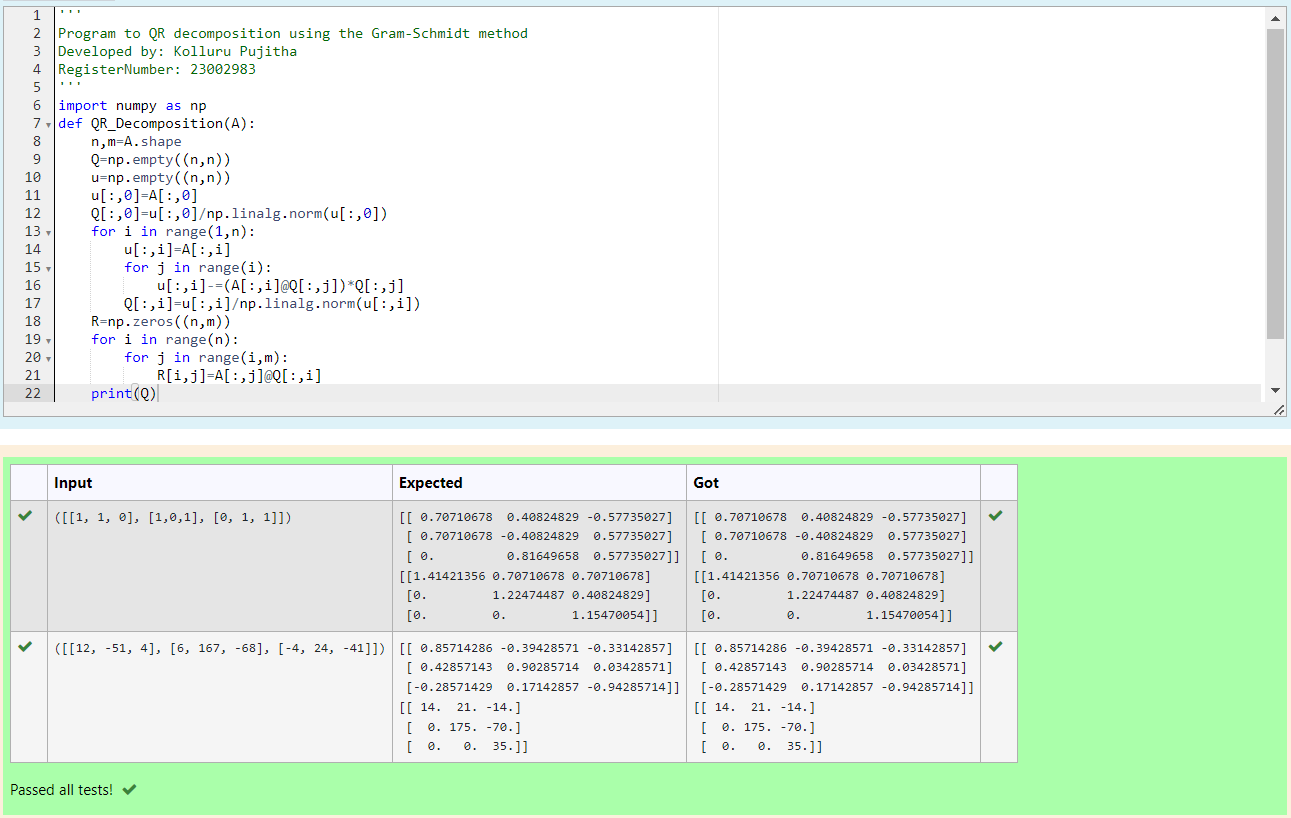 1 '''
2 Program to QR decomposition using the Gram-Schmidt method
3 Developed by: Kolluru Pujitha
4 RegisterNumber: 23002983
5 '''
6 import numpy as np
7 def QR_Decomposition(A):
8     n,m=A.shape
9     Q=np.empty((n,n))
10     u=np.empty((n,n))
11     u[:,0]=A[:,0]
12     Q[:,0]=u[:,0]/np.linalg.norm(u[:,0])
13     for i in range(1,n):
14         u[:,i]=A[:,i]
15         for j in range(i):
16             u[:,i]-=(A[:,i]@Q[:,j])*Q[:,j]
17         Q[:,i]=u[:,i]/np.linalg.norm(u[:,i])
18     R=np.zeros((n,m))
19     for i in range(n):
20         for j in range(i,m):
21             R[i,j]=A[:,j]@Q[:,i]
22     print(Q)
Input Expected Got
([[1, 1, 0], [1,0,1], [0, 1, 1]]) [[ 0.70710678  0.40824829 -0.57735027] [[ 0.70710678  0.40824829 -0.57735027]
[ 0.70710678 -0.40824829  0.57735027] [ 0.70710678 -0.40824829  0.57735027]
[ 0.          0.81649658  0.57735027]] [ 0.          0.81649658  0.57735027]]
[[1.41421356 0.70710678 0.70710678] [[1.41421356 0.70710678 0.70710678]
[0.         1.22474487 0.40824829] [0.         1.22474487 0.40824829]
[0.         0.         1.15470054]] [0.         0.         1.15470054]]
([[12, -51, 4], [6, 167, -68], [-4, 24, -41]]) [[ 0.85714286 -0.39428571 -0.33142857] [[ 0.85714286 -0.39428571 -0.33142857]
[ 0.42857143  0.90285714  0.03428571] [ 0.42857143  0.90285714  0.03428571]
[-0.28571429  0.17142857 -0.94285714]] [-0.28571429  0.17142857 -0.94285714]]
[[ 14.  21. -14.] [[ 14.  21. -14.]
[  0. 175. -70.] [  0. 175. -70.]
[  0.   0.  35.]] [  0.   0.  35.]]
Passed all tests!